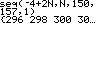 seq(-4+2N,N,150,
157,1)
{296 298 300 30…